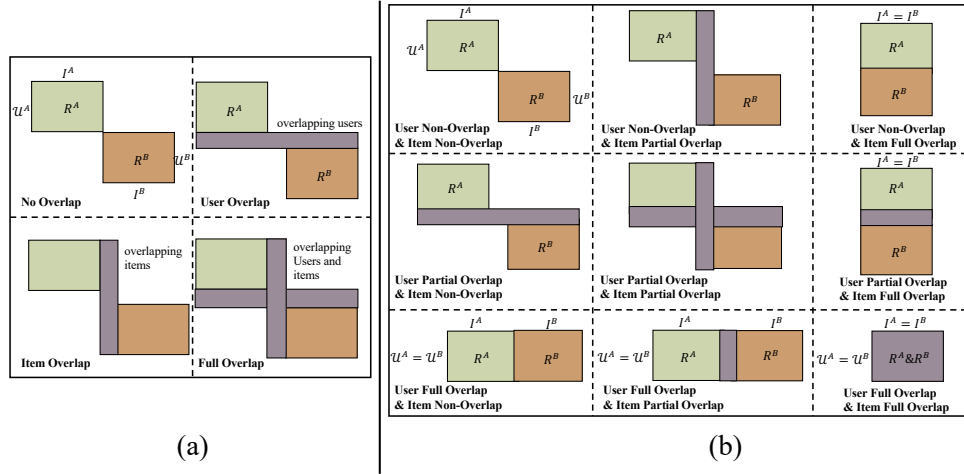 I^A
U^A
R^A
R^B
U^B
I^B
No Overlap
R^A
overlapping users
R^B
User Overlap
overlapping
items
Item Overlap
overlapping
Users and
items
Full Overlap
(a)
I^A
U^A
R^A
R^B
U^B
I^B
User Non-Overlap
& Item Non-Overlap
R^A
R^B
User Non-Overlap
& Item Partial Overlap
I^A = I^B
R^A
R^B
User Non-Overlap
& Item Full Overlap
R^A
R^B
User Partial Overlap
& Item Non-Overlap
User Partial Overlap
& Item Partial Overlap
I^A = I^B
R^A
R^B
User Partial Overlap
& Item Full Overlap
I^A I^B
U^A = U^B
R^A R^B
User Full Overlap
& Item Non-Overlap
I^A I^B
U^A = U^B
R^A R^B
User Full Overlap
& Item Partial Overlap
I^A = I^B
U^A = U^B
R^A&R^B
User Full Overlap
& Item Full Overlap
(b)